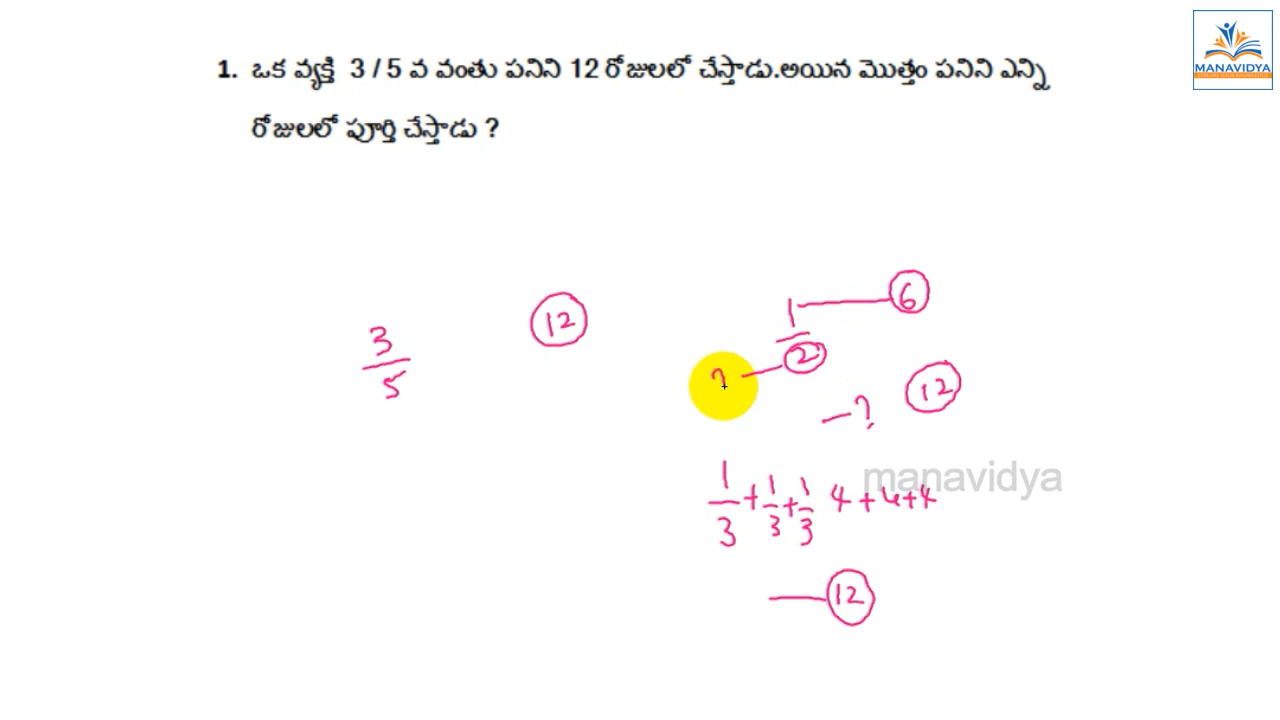 MANAVIDYA
1. ఒక వ్యక్తి 3 / 5 వ వంతు పనిని 12 రోజులలో చేస్తాడు.అయిన మొత్తం పనిని ఎన్ని
రోజులలో పూర్తి చేస్తాడు ?
3/5 12
1/2 6
?
— ? 12
manavidya
1/3 + 1/3 + 1/3 4 + 4 + 4
— 12